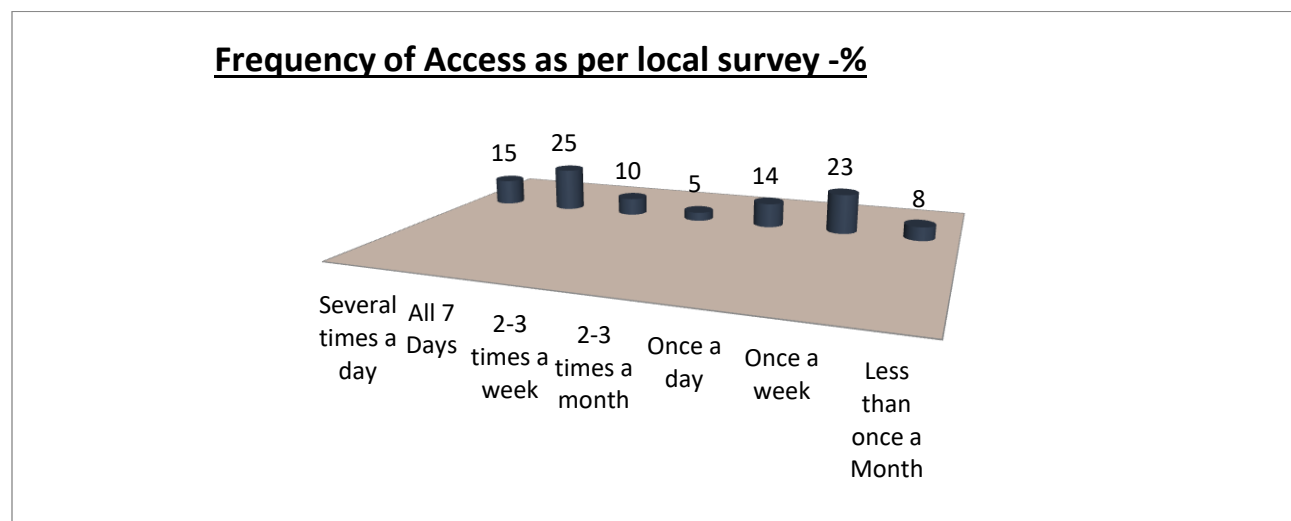 Frequency of Access as per local survey -%
15
25
10
5
14
23
8
Several
times a
day
All 7
Days
2-3
times a
week
2-3
times a
month
Once a
day
Once a
week
Less
than
once a
Month